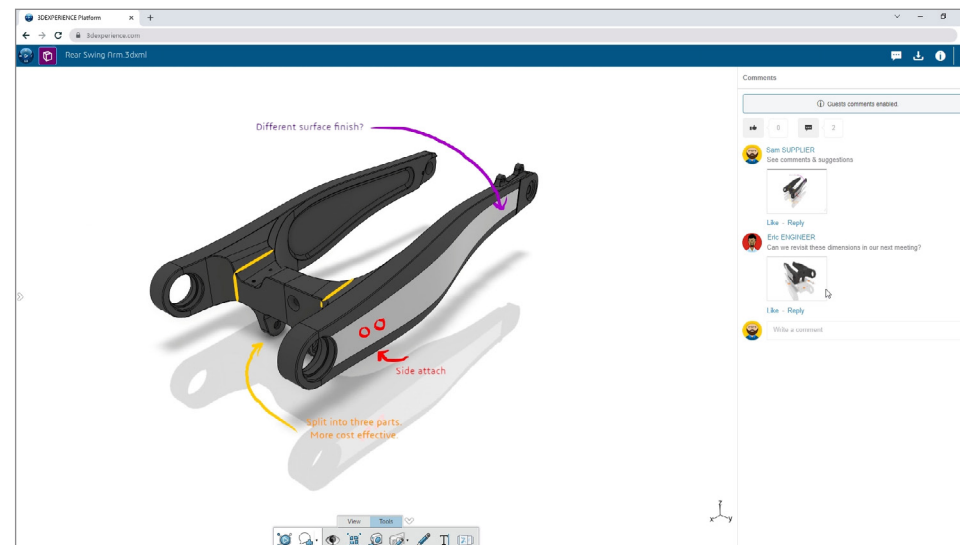 3DEXPERIENCE Platform
3dexperience.com
Rear Swing Arm.3dxml
Comments
Guests comments enabled.
0
2
Sam SUPPLIER
See comments & suggestions
Like - Reply
Eric ENGINEER
Can we revisit these dimensions in our next meeting?
Like - Reply
Write a comment
Different surface finish?
Side attach
Split into three parts.
More cost effective.
z
x
y
View
Tools